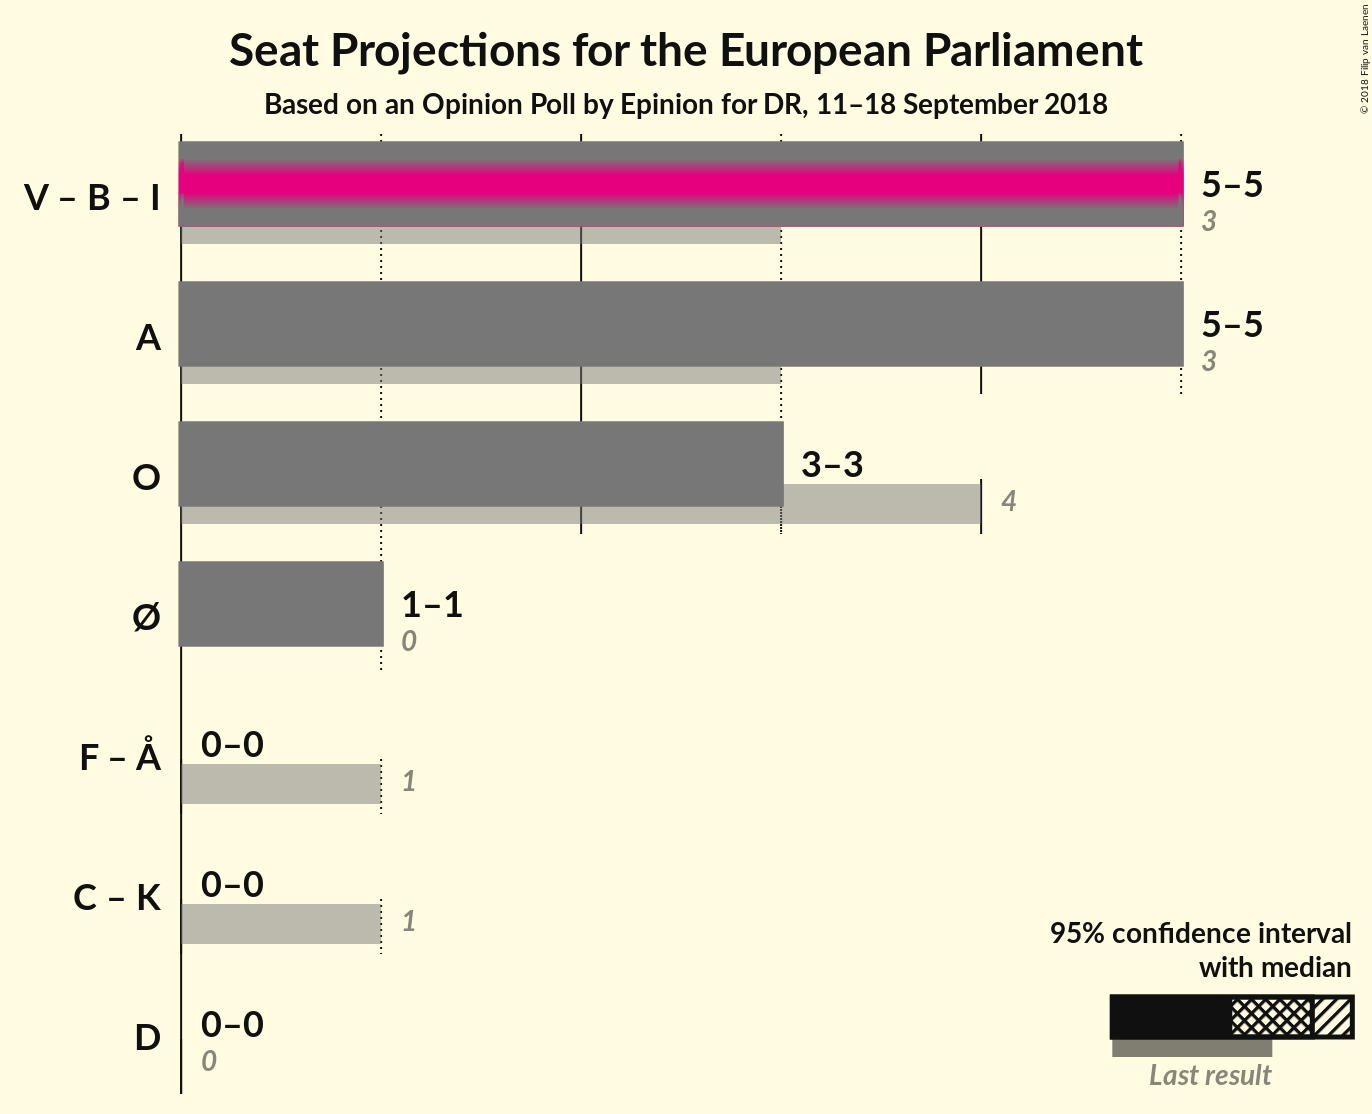 Seat Projections for the European Parliament
Based on an Opinion Poll by Epinion for DR, 11–18 September 2018
© 2018 Filip van Laenen
V – B – I
5–5
3
A
5–5
3
O
3–3
4
Ø
1–1
0
F – Å
0–0
1
C – K
0–0
1
D
0–0
0
95% confidence interval
with median
Last result